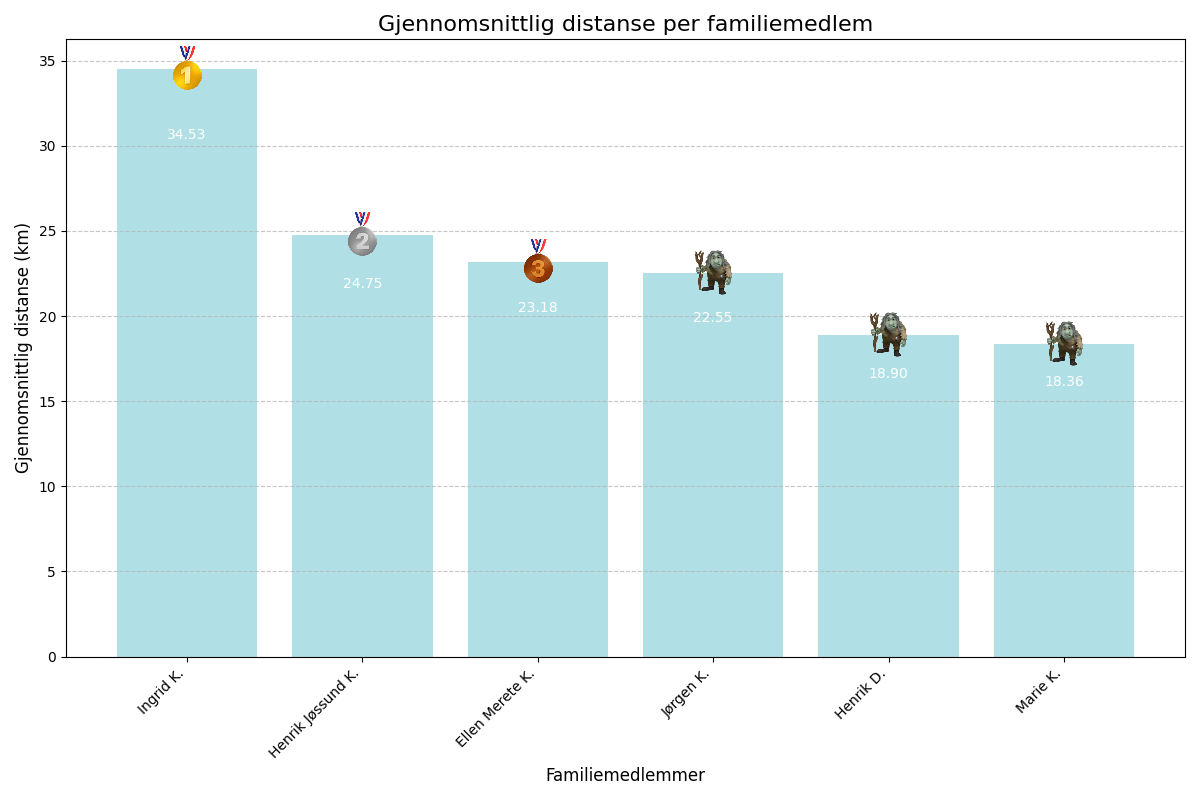 Gjennomsnittlig distanse per familiemedlem
Gjennomsnittlig distanse (km)
35
30
25
20
15
10
5
0
1
34.53
2
24.75
3
23.18
22.55
18.90
18.36
Ingrid K.
Henrik Jøssund K.
Ellen Merete K.
Jørgen K.
Henrik D.
Marie K.
Familiemedlemmer